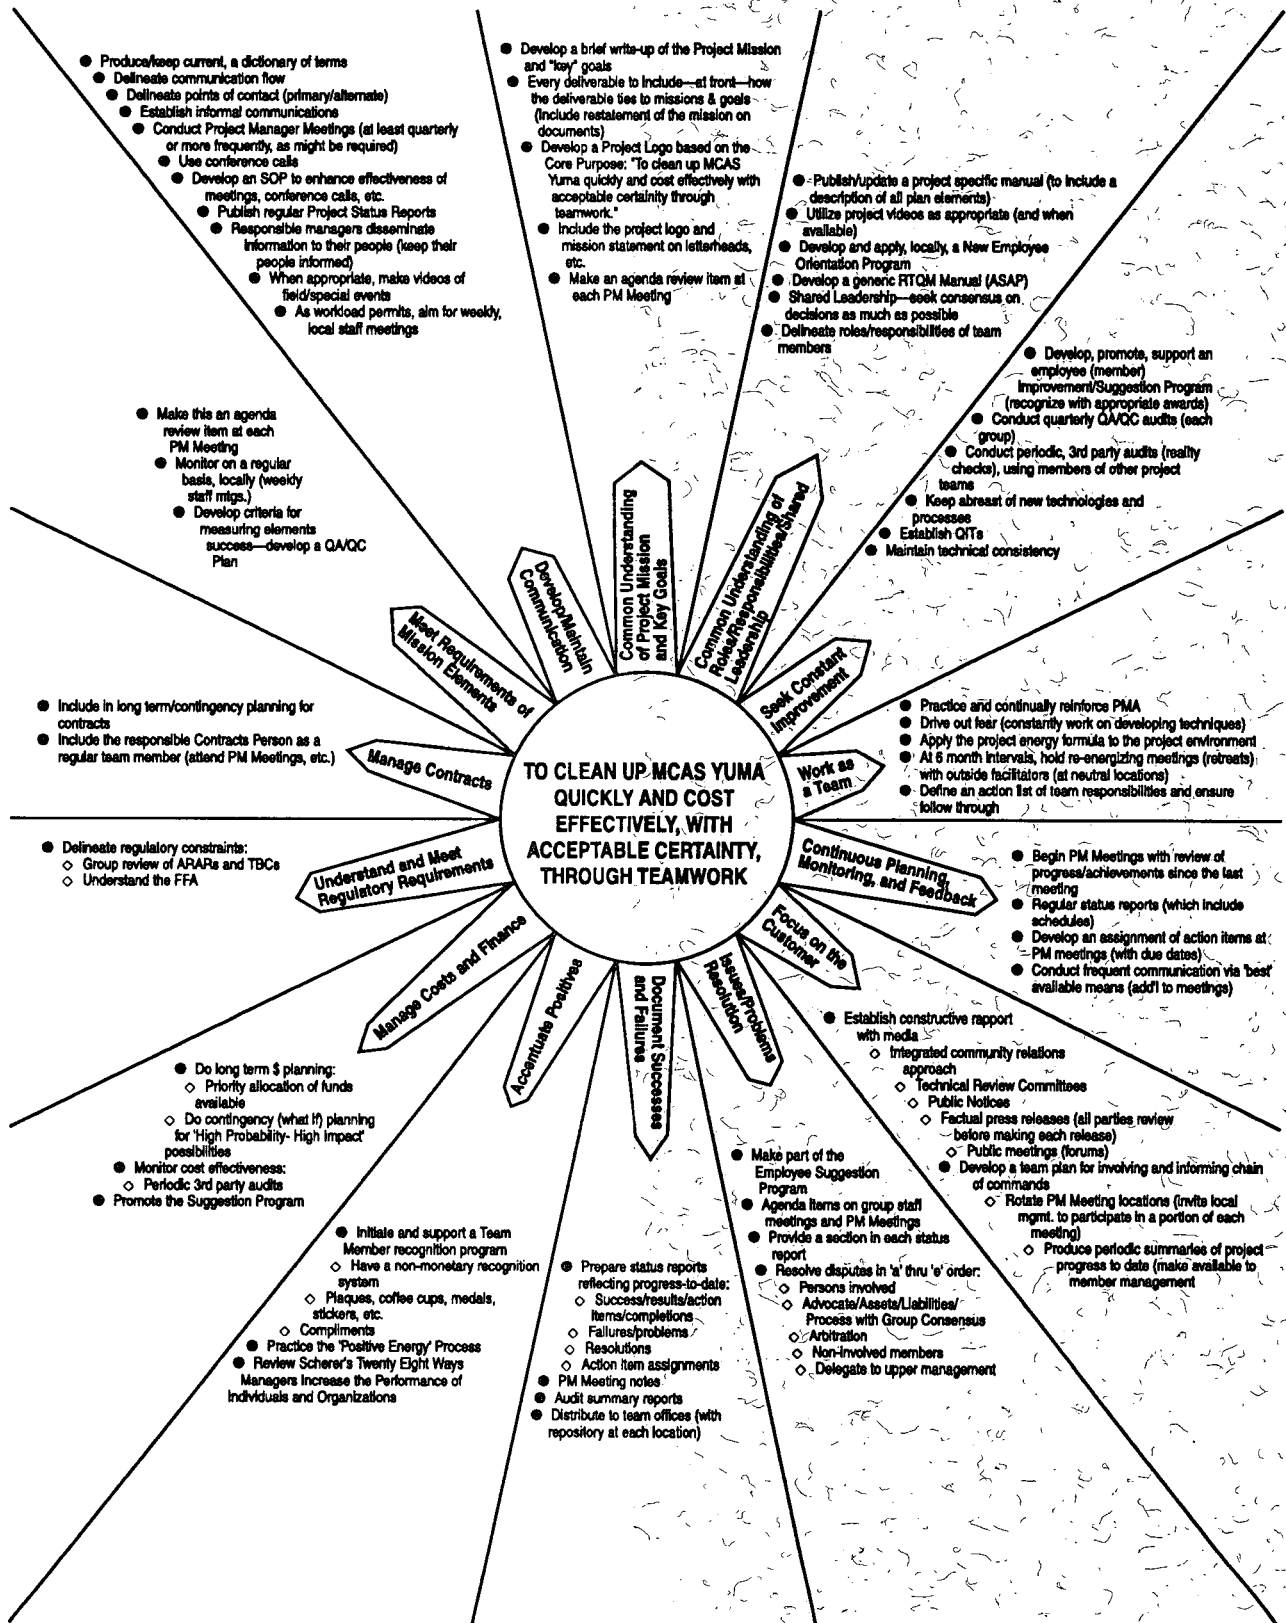 ● Produce/keep current, a dictionary of terms
● Delineate communication flow
● Delineate points of contact (primary/alternate)
● Establish informal communications
● Conduct Project Manager Meetings (at least quarterly
or more frequently, as might be required)
● Use conference calls
● Develop an SOP to enhance effectiveness of
meetings, conference calls, etc.
● Publish regular Project Status Reports
● Responsible managers disseminate
information to their people (keep their
people informed)
● When appropriate, make videos of
field/special events
● As workload permits, aim for weekly,
local staff meetings
● Develop a brief write-up of the Project Mission
and "key" goals
● Every deliverable to include—at front—how
the deliverable ties to missions & goals
(include restatement of the mission on
documents)
● Develop a Project Logo based on the
Core Purpose: "To clean up MCAS
Yuma quickly and cost effectively with
acceptable certainity through
teamwork."
● Include the project logo and
mission statement on letterheads,
etc.
● Make an agenda review item at
each PM Meeting
● Publish/update a project specific manual (to include a
description of all plan elements)
● Utilize project videos as appropriate (and when
available)
● Develop and apply, locally, a New Employee
Orientation Program
● Develop a generic RTQM Manual (ASAP)
● Shared Leadership—seek consensus on
decisions as much as possible
● Delineate roles/responsibilities of team
members
● Develop, promote, support an
employee (member)
Improvement/Suggestion Program
(recognize with appropriate awards)
● Conduct quarterly QA/QC audits (each
group)
● Conduct periodic, 3rd party audits (reality
checks), using members of other project
teams
● Keep abreast of new technologies and
processes
● Establish QITs
● Maintain technical consistency
● Make this an agenda
review item at each
PM Meeting
● Monitor on a regular
basis, locally (weekly
staff mtgs.)
● Develop criteria for
measuring elements
success—develop a QA/QC
Plan
Meet Requirements of
Mission Elements
Develop/Maintain
Communication
Common Understanding
of Project Mission
and Key Goals
Common Understanding of
Roles/Responsibilities/Shared
Leadership
Seek Constant
Improvement
● Include in long term/contingency planning for
contracts
● Include the responsible Contracts Person as a
regular team member (attend PM Meetings, etc.)
Manage Contracts
TO CLEAN UP MCAS YUMA
QUICKLY AND COST
EFFECTIVELY, WITH
ACCEPTABLE CERTAINTY,
THROUGH TEAMWORK
Work as
a Team
● Practice and continually reinforce PMA
● Drive out fear (constantly work on developing techniques)
● Apply the project energy formula to the project environment
● At 6 month intervals, hold re-energizing meetings (retreats)
with outside facilitators (at neutral locations)
● Define an action list of team responsibilities and ensure
follow through
● Delineate regulatory constraints:
◇ Group review of ARARs and TBCs
◇ Understand the FFA
Understand and Meet
Regulatory Requirements
Continuous Planning,
Monitoring, and Feedback
● Begin PM Meetings with review of
progress/achievements since the last
meeting
● Regular status reports (which include
schedules)
● Develop an assignment of action items at
PM meetings (with due dates)
● Conduct frequent communication via 'best'
available means (add'l to meetings)
Manage Costs and Finance
Accentuate Positives
Document Successes
and Failures
Issues/Problems
Resolution
Focus on the
Customer
● Do long term $ planning:
◇ Priority allocation of funds
available
◇ Do contingency (what if) planning
for 'High Probability- High Impact'
possibilities
● Monitor cost effectiveness:
◇ Periodic 3rd party audits
● Promote the Suggestion Program
● Initiate and support a Team
Member recognition program
◇ Have a non-monetary recognition
system
◇ Plaques, coffee cups, medals,
stickers, etc.
◇ Compliments
● Practice the 'Positive Energy' Process
● Review Scherer's Twenty Eight Ways
Managers Increase the Performance of
Individuals and Organizations
● Prepare status reports
reflecting progress-to-date:
◇ Success/results/action
items/completions
◇ Failures/problems
◇ Resolutions
◇ Action item assignments
● PM Meeting notes
● Audit summary reports
● Distribute to team offices (with
repository at each location)
● Make part of the
Employee Suggestion
Program
● Agenda items on group staff
meetings and PM Meetings
● Provide a section in each status
report
● Resolve disputes in 'a' thru 'e' order:
◇ Persons involved
◇ Advocate/Assets/Liabilities/
Process with Group Consensus
◇ Arbitration
◇ Non-involved members
◇ Delegate to upper management
● Establish constructive rapport
with media
◇ Integrated community relations
approach
◇ Technical Review Committees
◇ Public Notices
◇ Factual press releases (all parties review
before making each release)
◇ Public meetings (forums)
● Develop a team plan for involving and informing chain
of commands
◇ Rotate PM Meeting locations (invite local
mgmt. to participate in a portion of each
meeting)
◇ Produce periodic summaries of project
progress to date (make available to
member management